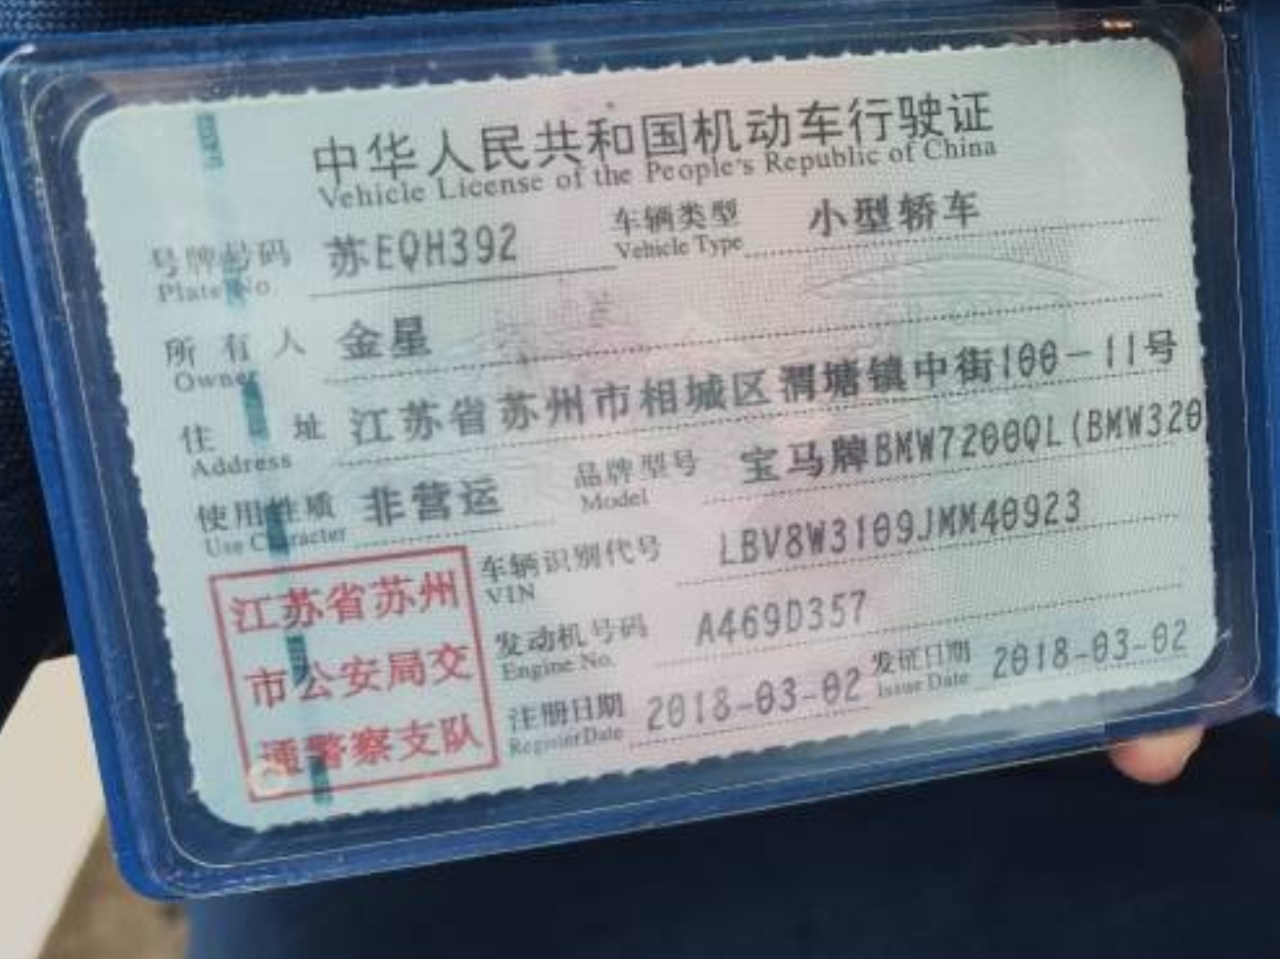 中华人民共和国机动车行驶证
Vehicle License of the People's Republic of China
号牌号码 苏EQH392 车辆类型 小型轿车
Plate No. Vehicle Type
所有人 金星
Owner
住址 江苏省苏州市相城区渭塘镇中街100-11号
Address
使用性质 非营运 品牌型号 宝马牌BMW7200QL(BMW320
Use Character Model
车辆识别代号 LBV8W3109JMM40923
VIN
发动机号码 A469D357
Engine No.
注册日期 2018-03-02 发证日期 2018-03-02
Register Date Issue Date
江苏省苏州
市公安局交
通警察支队